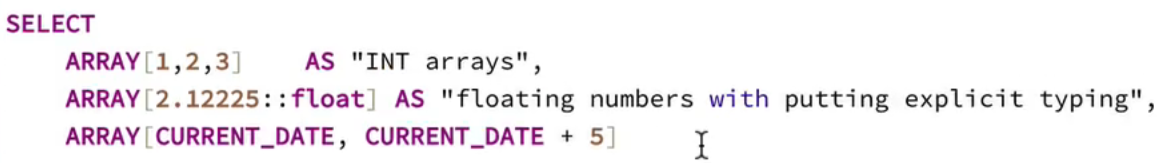 SELECT
ARRAY[1,2,3] AS "INT arrays",
ARRAY[2.12225::float] AS "floating numbers with putting explicit typing",
ARRAY[CURRENT_DATE, CURRENT_DATE + 5]